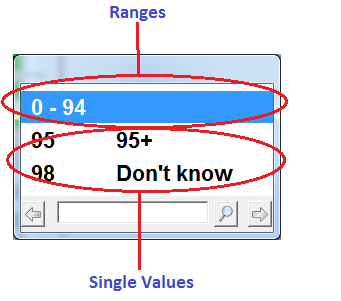 Ranges
0 - 94
95 95+
98 Don't know
Single Values